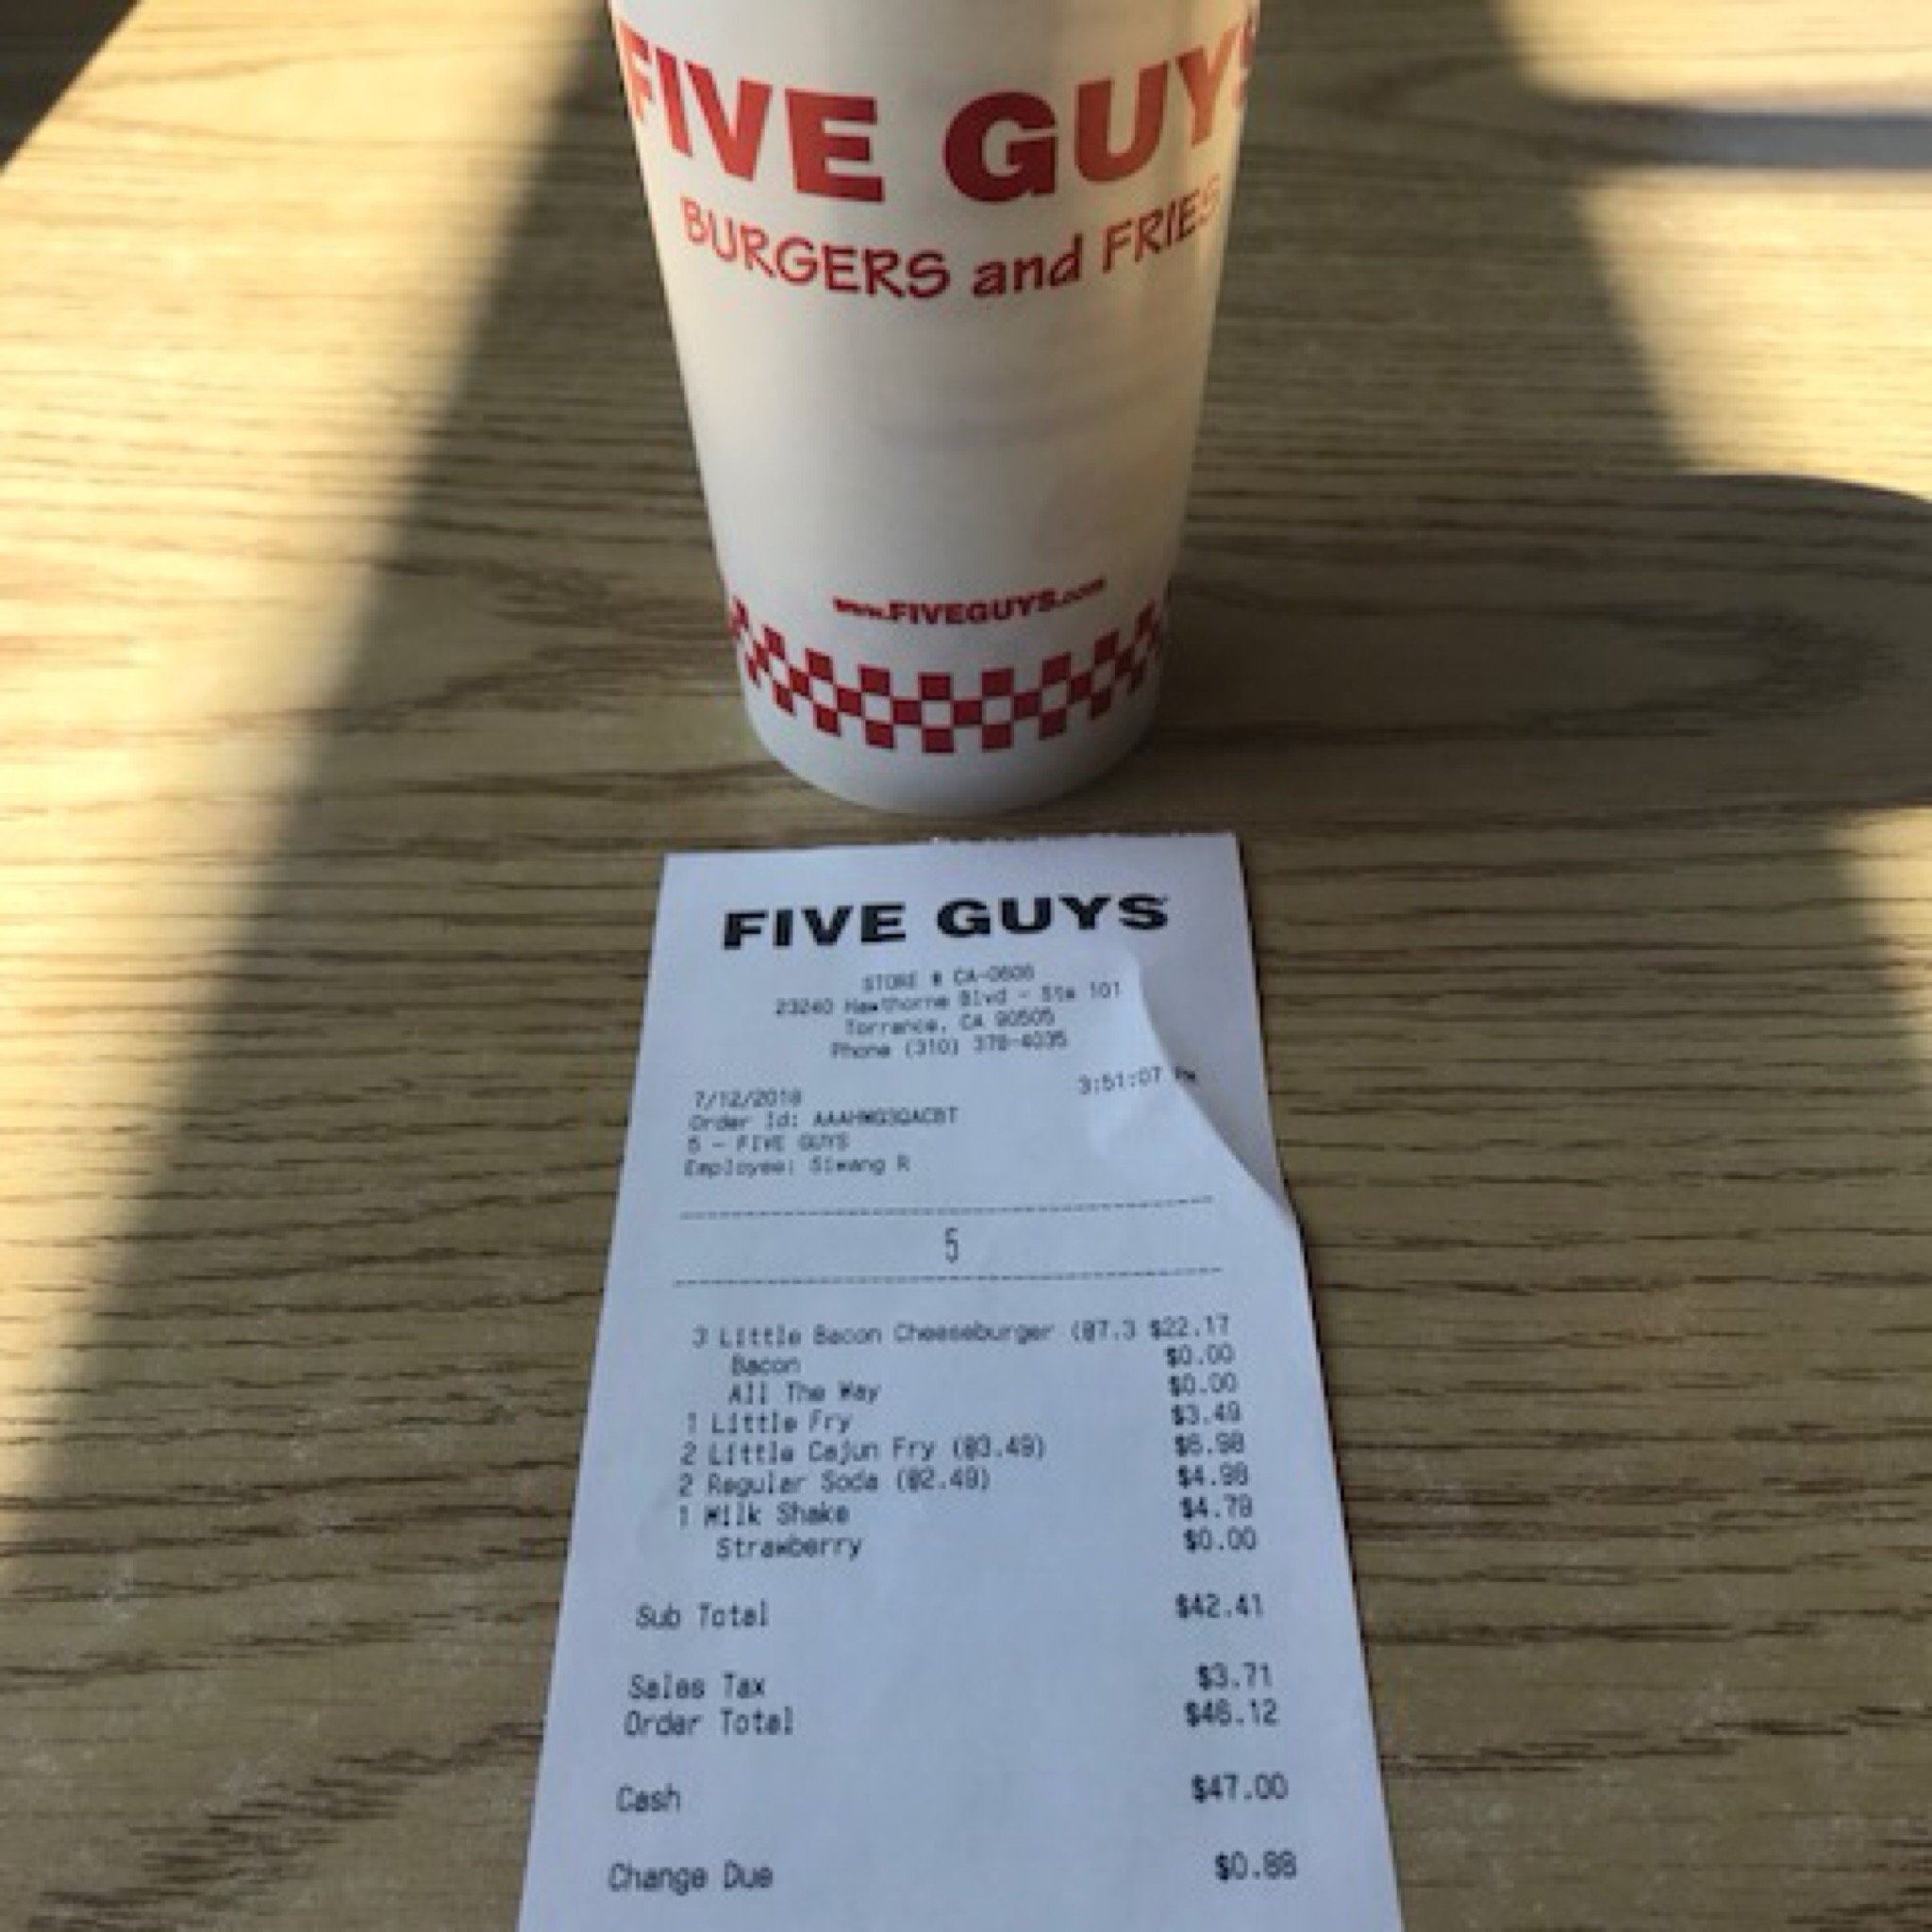 FIVE GUYS
BURGERS and FRIES
www.FIVEGUYS.com
FIVE GUYS
STORE # CA-0606
23240 Hawthorne Blvd - Ste 101
Torrance, CA 90505
Phone (310) 378-4035
7/12/2018 3:51:07 PM
Order Id:
5 - FIVE GUYS
Employee: Siwang R
5
3 Little Bacon Cheeseburger (@7.3 $22.17
Bacon $0.00
All The Way $0.00
1 Little Fry $3.49
2 Little Cajun Fry (@3.49) $6.98
2 Regular Soda (@2.49) $4.98
1 Milk Shake $4.79
Strawberry $0.00
Sub Total $42.41
Sales Tax $3.71
Order Total $46.12
Cash $47.00
Change Due $0.88